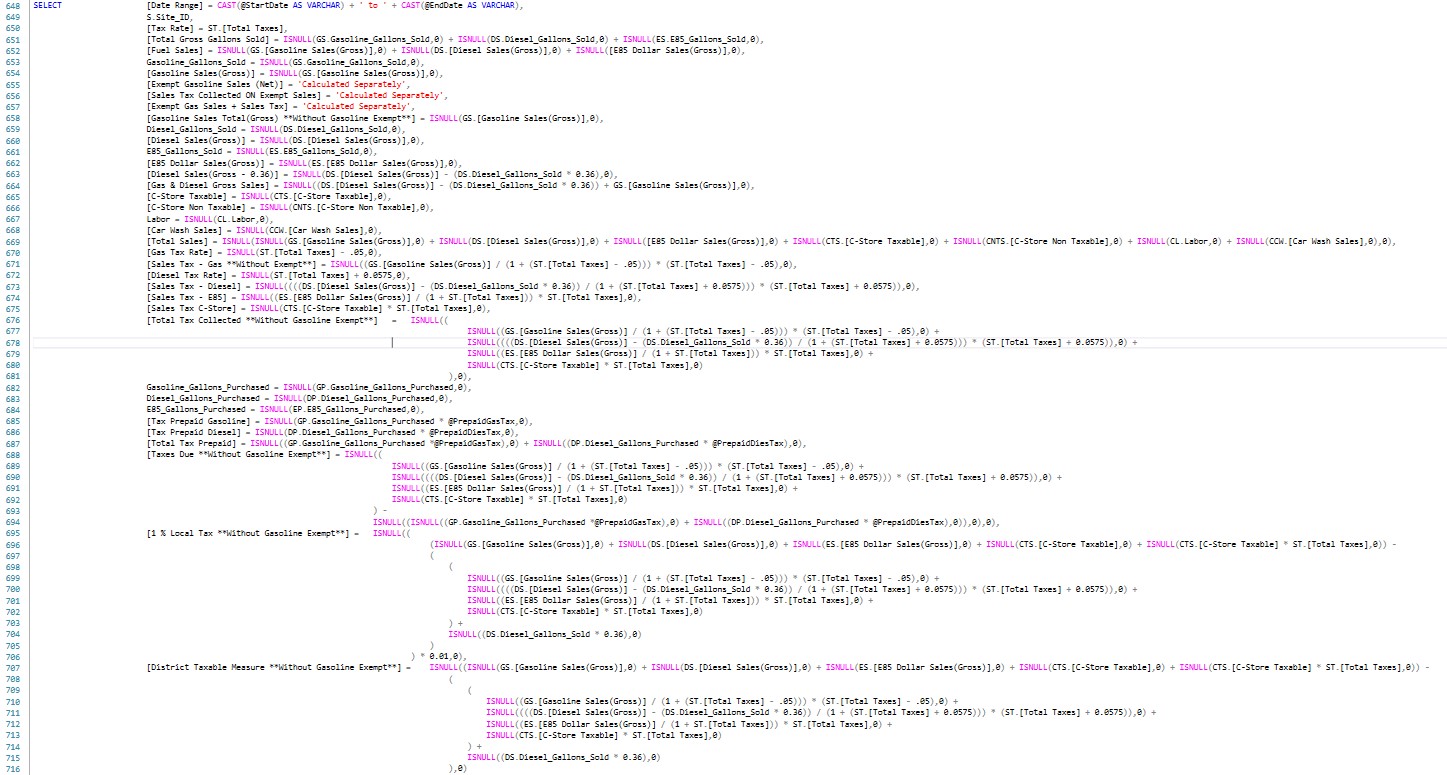 648 SELECT [Date Range] = CAST(@StartDate AS VARCHAR) + ' to ' + CAST(@EndDate AS VARCHAR),
649 S.Site_ID,
650 [Tax Rate] = ST.[Total Taxes],
651 [Total Gross Gallons Sold] = ISNULL(GS.Gasoline_Gallons_Sold,0) + ISNULL(DS.Diesel_Gallons_Sold,0) + ISNULL(ES.E85_Gallons_Sold,0),
652 [Fuel Sales] = ISNULL(GS.[Gasoline Sales(Gross)],0) + ISNULL(DS.[Diesel Sales(Gross)],0) + ISNULL([E85 Dollar Sales(Gross)],0),
653 Gasoline_Gallons_Sold = ISNULL(GS.Gasoline_Gallons_Sold,0),
654 [Gasoline Sales(Gross)] = ISNULL(GS.[Gasoline Sales(Gross)],0),
655 [Exempt Gasoline Sales (Net)] = 'Calculated Separately',
656 [Sales Tax Collected ON Exempt Sales] = 'Calculated Separately',
657 [Exempt Gas Sales + Sales Tax] = 'Calculated Separately',
658 [Gasoline Sales Total(Gross) **Without Gasoline Exempt**] = ISNULL(GS.[Gasoline Sales(Gross)],0),
659 Diesel_Gallons_Sold = ISNULL(DS.Diesel_Gallons_Sold,0),
660 [Diesel Sales(Gross)] = ISNULL(DS.[Diesel Sales(Gross)],0),
661 E85_Gallons_Sold = ISNULL(ES.E85_Gallons_Sold,0),
662 [E85 Dollar Sales(Gross)] = ISNULL(ES.[E85 Dollar Sales(Gross)],0),
663 [Diesel Sales(Gross - 0.36)] = ISNULL(DS.[Diesel Sales(Gross)] - (DS.Diesel_Gallons_Sold * 0.36),0),
664 [Gas & Diesel Gross Sales] = ISNULL((DS.[Diesel Sales(Gross)] - (DS.Diesel_Gallons_Sold * 0.36)) + GS.[Gasoline Sales(Gross)],0),
665 [C-Store Taxable] = ISNULL(CTS.[C-Store Taxable],0),
666 [C-Store Non Taxable] = ISNULL(CNTS.[C-Store Non Taxable],0),
667 Labor = ISNULL(CL.Labor,0),
668 [Car Wash Sales] = ISNULL(CCW.[Car Wash Sales],0),
669 [Total Sales] = ISNULL(ISNULL(GS.[Gasoline Sales(Gross)],0) + ISNULL(DS.[Diesel Sales(Gross)],0) + ISNULL([E85 Dollar Sales(Gross)],0) + ISNULL(CTS.[C-Store Taxable],0) + ISNULL(CNTS.[C-Store Non Taxable],0) + ISNULL(CL.Labor,0) + ISNULL(CCW.[Car Wash Sales],0),0),
670 [Gas Tax Rate] = ISNULL(ST.[Total Taxes] - .05,0),
671 [Sales Tax - Gas **Without Exempt**] = ISNULL((GS.[Gasoline Sales(Gross)] / (1 + (ST.[Total Taxes] - .05))) * (ST.[Total Taxes] - .05),0),
672 [Diesel Tax Rate] = ISNULL(ST.[Total Taxes] + 0.0575,0),
673 [Sales Tax - Diesel] = ISNULL((((DS.[Diesel Sales(Gross)] - (DS.Diesel_Gallons_Sold * 0.36)) / (1 + (ST.[Total Taxes] + 0.0575))) * (ST.[Total Taxes] + 0.0575)),0),
674 [Sales Tax - E85] = ISNULL((ES.[E85 Dollar Sales(Gross)] / (1 + ST.[Total Taxes])) * ST.[Total Taxes],0),
675 [Sales Tax C-Store] = ISNULL(CTS.[C-Store Taxable] * ST.[Total Taxes],0),
676 [Total Tax Collected **Without Gasoline Exempt**] = ISNULL((
677 ISNULL((GS.[Gasoline Sales(Gross)] / (1 + (ST.[Total Taxes] - .05))) * (ST.[Total Taxes] - .05),0) +
678 ISNULL((((DS.[Diesel Sales(Gross)] - (DS.Diesel_Gallons_Sold * 0.36)) / (1 + (ST.[Total Taxes] + 0.0575))) * (ST.[Total Taxes] + 0.0575)),0) +
679 ISNULL((ES.[E85 Dollar Sales(Gross)] / (1 + ST.[Total Taxes])) * ST.[Total Taxes],0) +
680 ISNULL(CTS.[C-Store Taxable] * ST.[Total Taxes],0)
681 ),0),
682 Gasoline_Gallons_Purchased = ISNULL(GP.Gasoline_Gallons_Purchased,0),
683 Diesel_Gallons_Purchased = ISNULL(DP.Diesel_Gallons_Purchased,0),
684 E85_Gallons_Purchased = ISNULL(EP.E85_Gallons_Purchased,0),
685 [Tax Prepaid Gasoline] = ISNULL(GP.Gasoline_Gallons_Purchased * @PrepaidGasTax,0),
686 [Tax Prepaid Diesel] = ISNULL(DP.Diesel_Gallons_Purchased * @PrepaidDiesTax,0),
687 [Total Tax Prepaid] = ISNULL((GP.Gasoline_Gallons_Purchased *@PrepaidGasTax),0) + ISNULL((DP.Diesel_Gallons_Purchased * @PrepaidDiesTax),0),
688 [Taxes Due **Without Gasoline Exempt**] = ISNULL((
689 ISNULL((GS.[Gasoline Sales(Gross)] / (1 + (ST.[Total Taxes] - .05))) * (ST.[Total Taxes] - .05),0) +
690 ISNULL((((DS.[Diesel Sales(Gross)] - (DS.Diesel_Gallons_Sold * 0.36)) / (1 + (ST.[Total Taxes] + 0.0575))) * (ST.[Total Taxes] + 0.0575)),0) +
691 ISNULL((ES.[E85 Dollar Sales(Gross)] / (1 + ST.[Total Taxes])) * ST.[Total Taxes],0) +
692 ISNULL(CTS.[C-Store Taxable] * ST.[Total Taxes],0)
693 ) -
694 ISNULL((ISNULL((GP.Gasoline_Gallons_Purchased *@PrepaidGasTax),0) + ISNULL((DP.Diesel_Gallons_Purchased * @PrepaidDiesTax),0)),0),0),
695 [1 % Local Tax **Without Gasoline Exempt**] = ISNULL((
696 (ISNULL(GS.[Gasoline Sales(Gross)],0) + ISNULL(DS.[Diesel Sales(Gross)],0) + ISNULL(ES.[E85 Dollar Sales(Gross)],0) + ISNULL(CTS.[C-Store Taxable],0) + ISNULL(CTS.[C-Store Taxable] * ST.[Total Taxes],0)) -
697 (
698 (
699 ISNULL((GS.[Gasoline Sales(Gross)] / (1 + (ST.[Total Taxes] - .05))) * (ST.[Total Taxes] - .05),0) +
700 ISNULL((((DS.[Diesel Sales(Gross)] - (DS.Diesel_Gallons_Sold * 0.36)) / (1 + (ST.[Total Taxes] + 0.0575))) * (ST.[Total Taxes] + 0.0575)),0) +
701 ISNULL((ES.[E85 Dollar Sales(Gross)] / (1 + ST.[Total Taxes])) * ST.[Total Taxes],0) +
702 ISNULL(CTS.[C-Store Taxable] * ST.[Total Taxes],0)
703 ) +
704 ISNULL((DS.Diesel_Gallons_Sold * 0.36),0)
705 )
706 ) * 0.01,0),
707 [District Taxable Measure **Without Gasoline Exempt**] = ISNULL((ISNULL(GS.[Gasoline Sales(Gross)],0) + ISNULL(DS.[Diesel Sales(Gross)],0) + ISNULL(ES.[E85 Dollar Sales(Gross)],0) + ISNULL(CTS.[C-Store Taxable],0) + ISNULL(CTS.[C-Store Taxable] * ST.[Total Taxes],0)) -
708 (
709 (
710 ISNULL((GS.[Gasoline Sales(Gross)] / (1 + (ST.[Total Taxes] - .05))) * (ST.[Total Taxes] - .05),0) +
711 ISNULL((((DS.[Diesel Sales(Gross)] - (DS.Diesel_Gallons_Sold * 0.36)) / (1 + (ST.[Total Taxes] + 0.0575))) * (ST.[Total Taxes] + 0.0575)),0) +
712 ISNULL((ES.[E85 Dollar Sales(Gross)] / (1 + ST.[Total Taxes])) * ST.[Total Taxes],0) +
713 ISNULL(CTS.[C-Store Taxable] * ST.[Total Taxes],0)
714 ) +
715 ISNULL((DS.Diesel_Gallons_Sold * 0.36),0)
716 ),0)